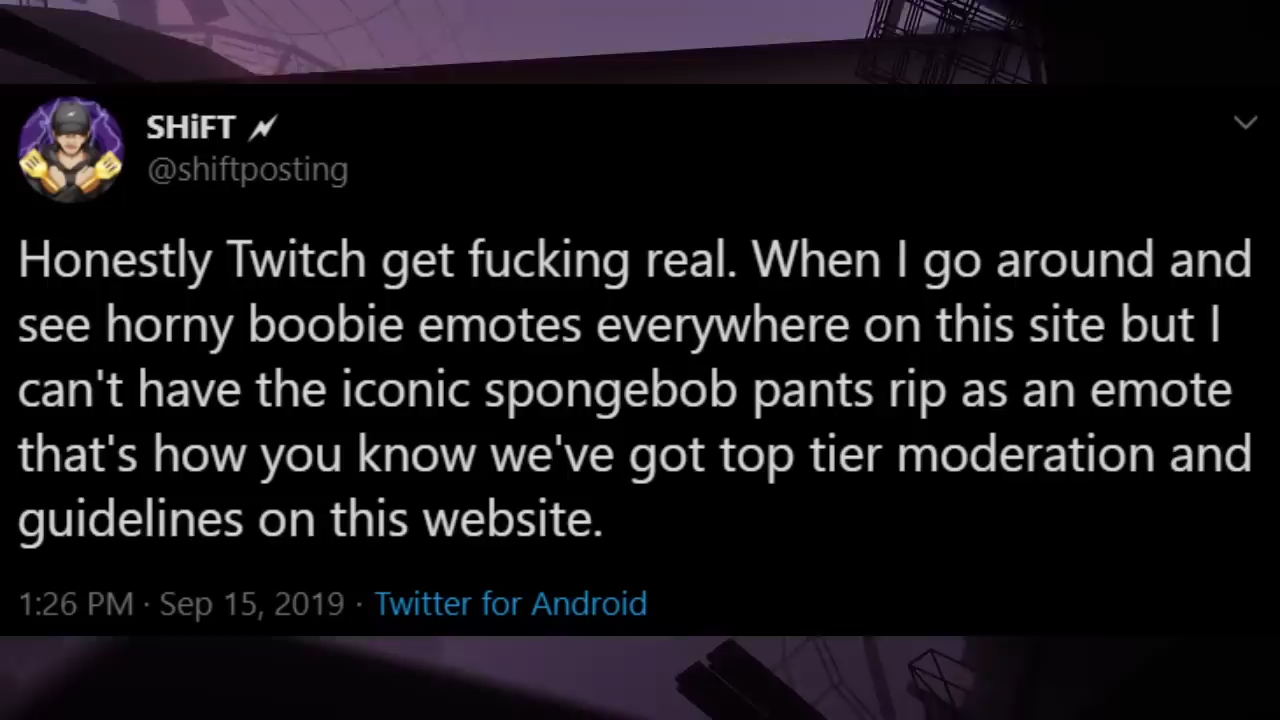 SHiFT
@shiftposting
Honestly Twitch get fucking real. When I go around and
see horny boobie emotes everywhere on this site but I
can't have the iconic spongebob pants rip as an emote
that's how you know we've got top tier moderation and
guidelines on this website.
1:26 PM · Sep 15, 2019 · Twitter for Android